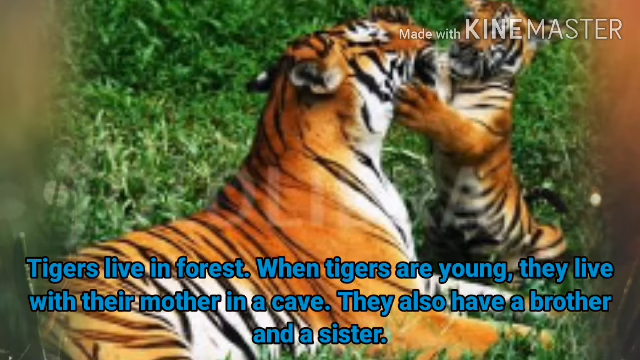 Made with KINEMASTER
Tigers live in forest. When tigers are young, they live
with their mother in a cave. They also have a brother
and a sister.